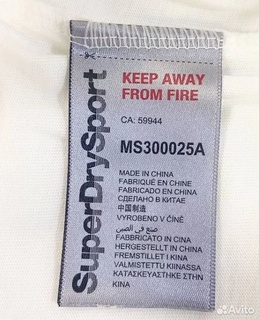 SuperDrySport
KEEP AWAY
FROM FIRE
CA: 59944
MS300025A
MADE IN CHINA
FABRIQUÉ EN CHINE
FABRICADO EN CHINA
СДЕЛАНО В КИТАЕ
中国制造
VYROBENO V ČÍNĚ
صنع في الصين
FABBRICATO IN CINA
HERGESTELLT IN CHINA
FREMSTILLET I KINA
VALMISTETTU KIINASSA
ΚΑΤΑΣΚΕΥΑΣΤΗΚΕ ΣΤΗΝ
ΚΙΝΑ
Avito